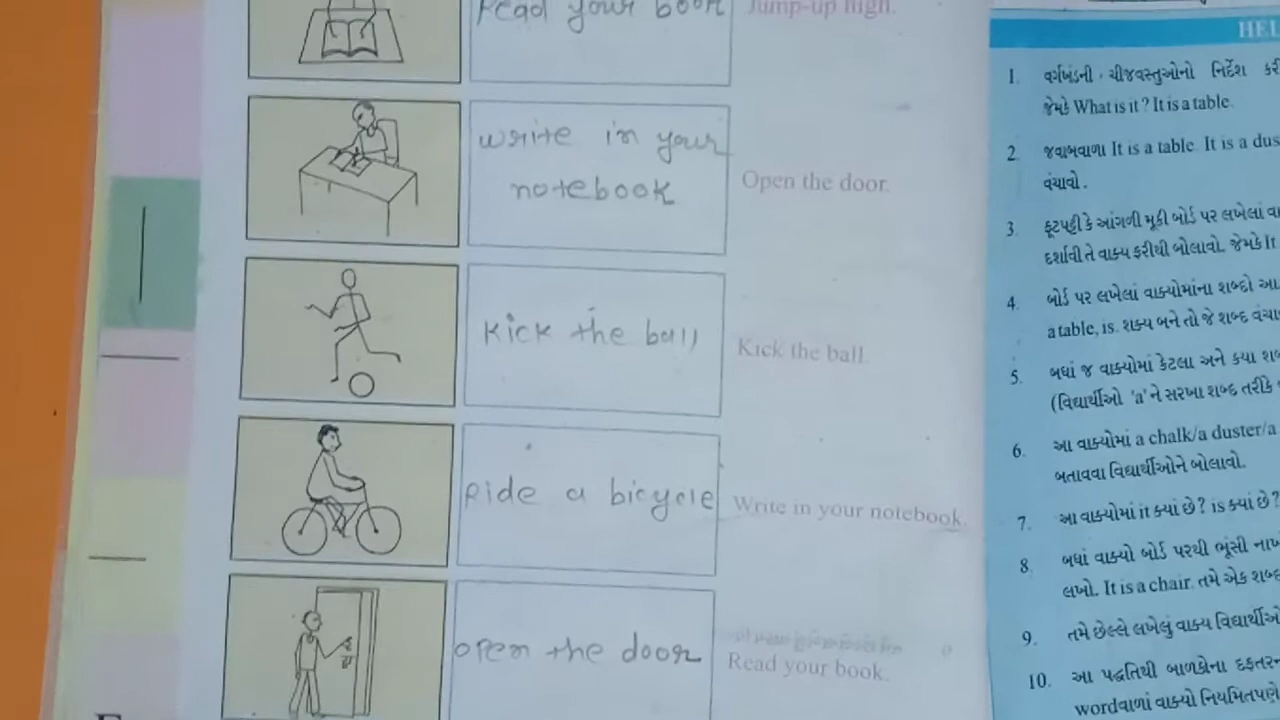 Read your book
Jump-up high.
write in your
notebook
Open the door.
Kick the ball
Kick the ball.
Ride a bicycle
Write in your notebook.
open the door
Read your book.
HEL
1. વર્ગખંડની ચીજવસ્તુઓનો નિર્દેશ કરી
જેમકે What is it ? It is a table.
2. જવાબવાળા It is a table. It is a dus
વંચાવો.
3. ફૂટપટ્ટી કે આંગળી મૂકી બોર્ડ પર લખેલાં વા
દર્શાવી તે વાક્ય ફરીથી બોલાવો. જેમકે It
4. બોર્ડ પર લખેલાં વાક્યોમાંના શબ્દો આ
a table, is. શક્ય બને તો જે શબ્દ વંચા
5. બધાં જ વાક્યોમાં કેટલા અને કયા શબ
(વિદ્યાર્થીઓ 'a' ને સરખા શબ્દ તરીકે
6. આ વાક્યોમાં a chalk/a duster/a
બતાવવા વિદ્યાર્થીઓને બોલાવો.
7. આ વાક્યોમાં it ક્યાં છે? is ક્યાં છે?
8. બધાં વાક્યો બોર્ડ પરથી ભૂંસી નાખ
લખો. It is a chair. તમે એક શબ્દ
9. તમે છેલ્લે લખેલું વાક્ય વિદ્યાર્થીઓ
10. આ પદ્ધતિથી બાળકોના દફતરન
wordવાળાં વાક્યો નિયમિતપણે